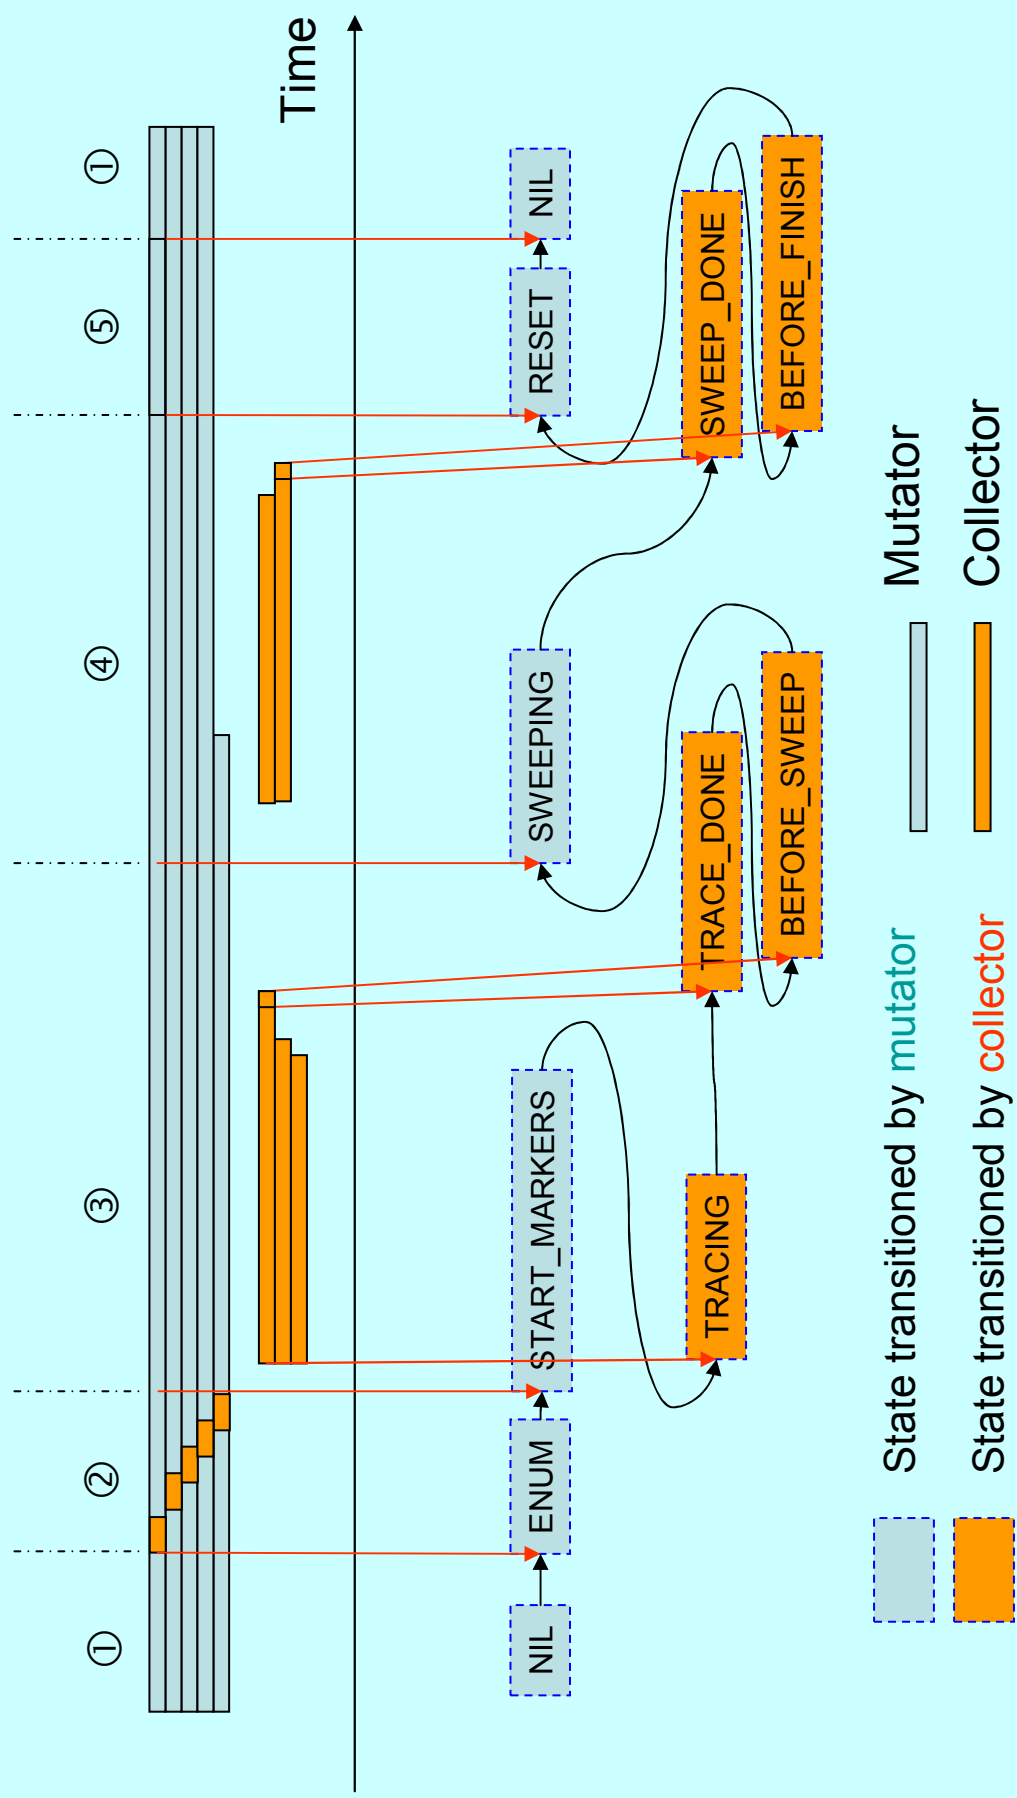 ① ② ③ ④ ⑤ ①
Time
NIL
ENUM
START_MARKERS
SWEEPING
RESET
NIL
TRACING
TRACE_DONE
SWEEP_DONE
BEFORE_SWEEP
BEFORE_FINISH
State transitioned by mutator
Mutator
State transitioned by collector
Collector